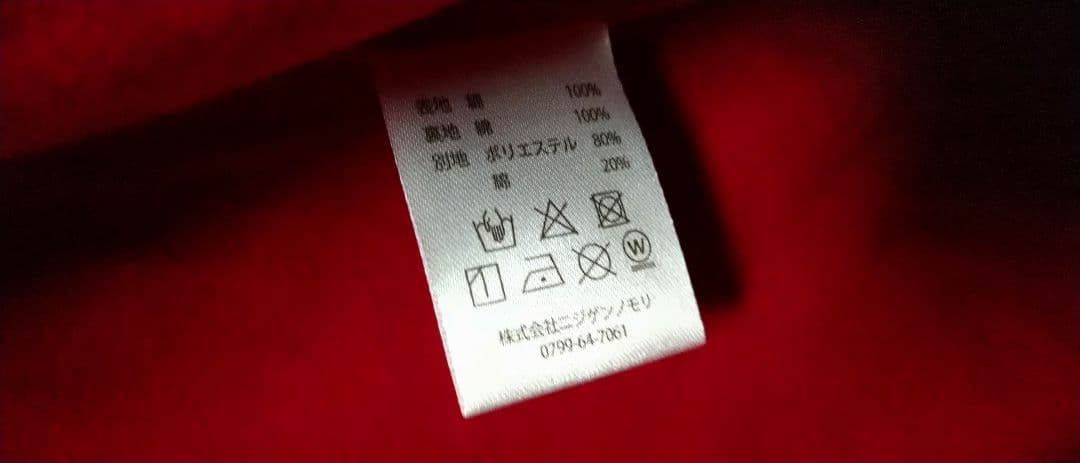 表地 綿 100%
裏地 綿 100%
別地 ポリエステル 80%
綿 20%
W
株式会社ニジゲンノモリ
0799-64-7061